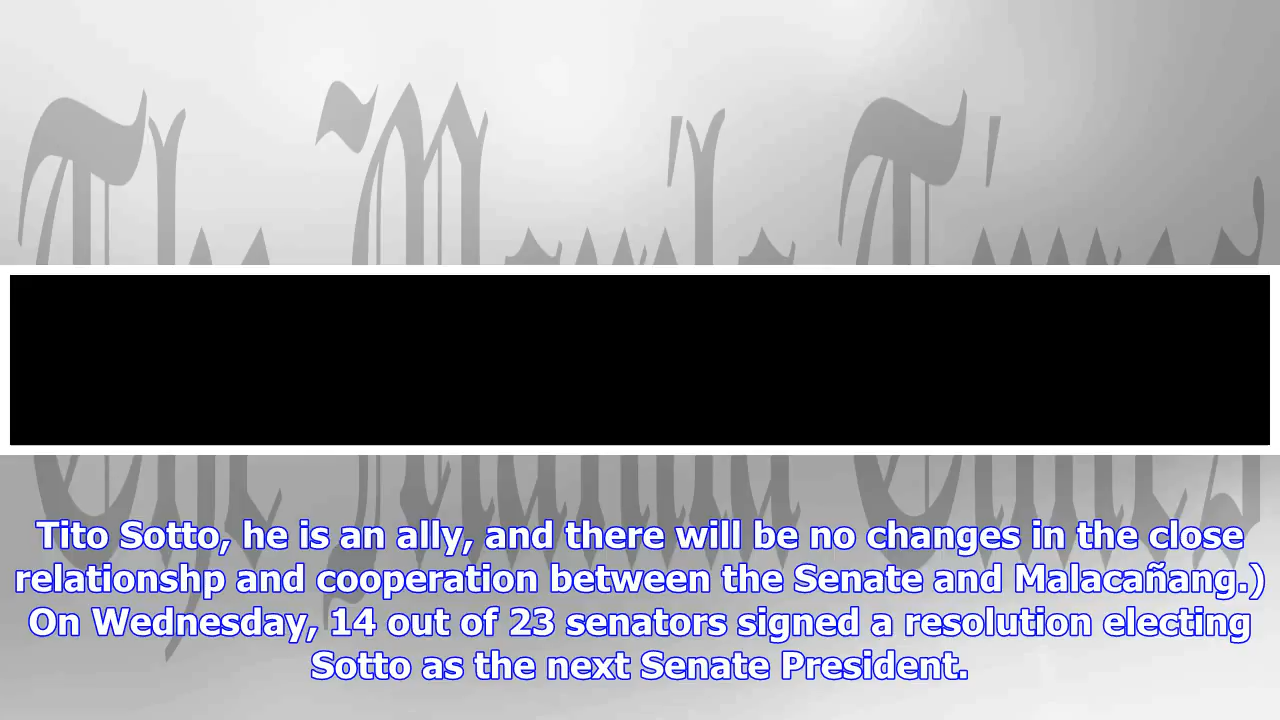 Tito Sotto, he is an ally, and there will be no changes in the close
relationshp and cooperation between the Senate and Malacañang.)
On Wednesday, 14 out of 23 senators signed a resolution electing
Sotto as the next Senate President.